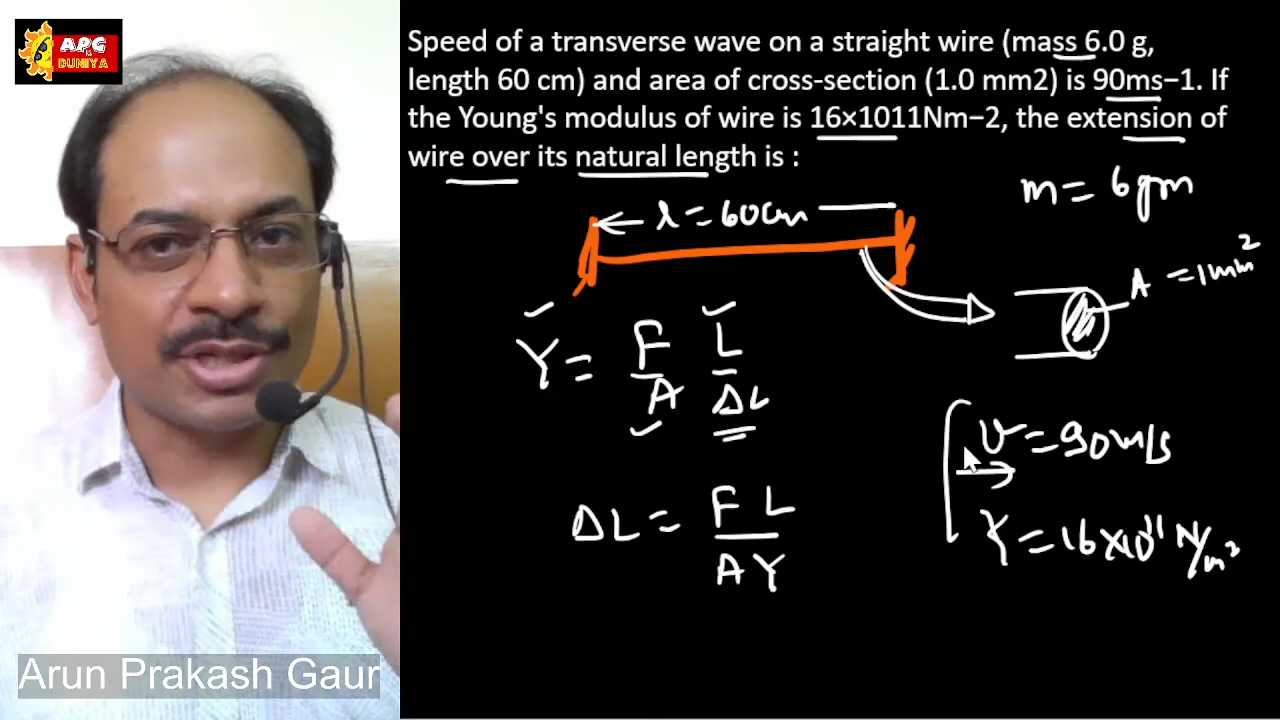 APG
की
DUNIYA
Speed of a transverse wave on a straight wire (mass 6.0 g,
length 60 cm) and area of cross-section (1.0 mm2) is 90ms−1. If
the Young's modulus of wire is 16×1011Nm−2, the extension of
wire over its natural length is :
m = 6gm
l = 60cm
A = 1mm²
Y = F/A L/ΔL
v = 90m/s
ΔL = FL/AY
Y = 16×10¹¹ N/m²
Arun Prakash Gaur